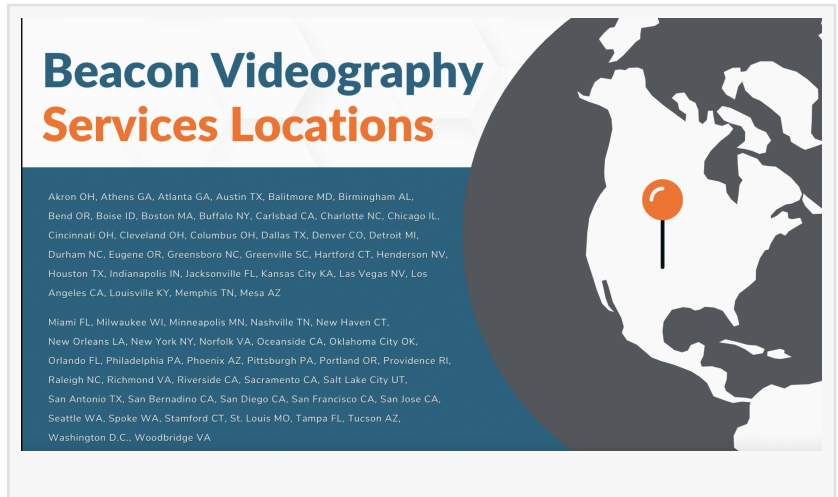 Beacon Videography
Services Locations
Akron OH, Athens GA, Atlanta GA, Austin TX, Balitmore MD, Birmingham AL,
Bend OR, Boise ID, Boston MA, Buffalo NY, Carlsbad CA, Charlotte NC, Chicago IL,
Cincinnati OH, Cleveland OH, Columbus OH, Dallas TX, Denver CO, Detroit MI,
Durham NC, Eugene OR, Greensboro NC, Greenville SC, Hartford CT, Henderson NV,
Houston TX, Indianapolis IN, Jacksonville FL, Kansas City KA, Las Vegas NV, Los
Angeles CA, Louisville KY, Memphis TN, Mesa AZ
Miami FL, Milwaukee WI, Minneapolis MN, Nashville TN, New Haven CT,
New Orleans LA, New York NY, Norfolk VA, Oceanside CA, Oklahoma City OK,
Orlando FL, Philadelphia PA, Phoenix AZ, Pittsburgh PA, Portland OR, Providence RI,
Raleigh NC, Richmond VA, Riverside CA, Sacramento CA, Salt Lake City UT,
San Antonio TX, San Bernadino CA, San Diego CA, San Francisco CA, San Jose CA,
Seattle WA, Spoke WA, Stamford CT, St. Louis MO, Tampa FL, Tucson AZ,
Washington D.C., Woodbridge VA